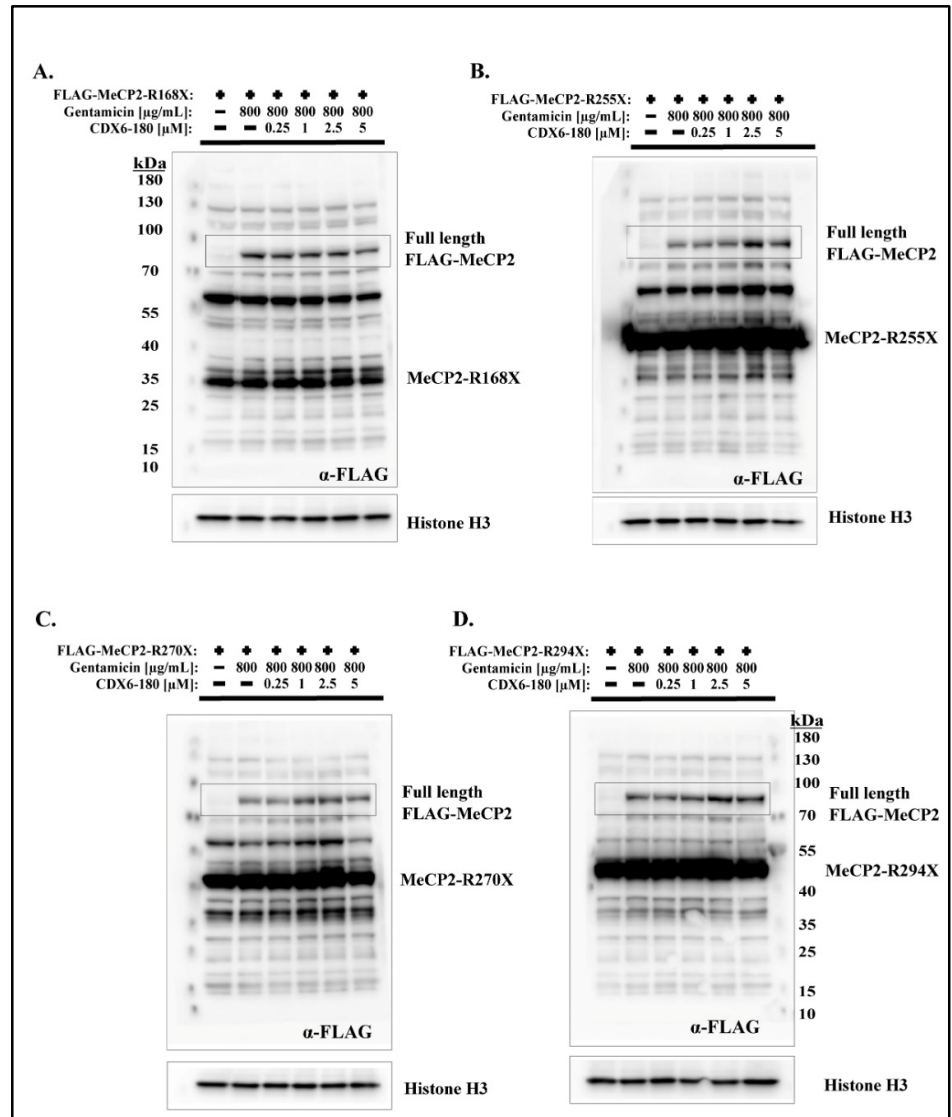 A.
FLAG-MeCP2-R168X: + + + + + +
Gentamicin [µg/mL]: - 800 800 800 800 800
CDX6-180 [µM]: - - 0.25 1 2.5 5
kDa
180
130
100
70
55
40
35
25
15
10
Full length
FLAG-MeCP2
MeCP2-R168X
α-FLAG
Histone H3
B.
FLAG-MeCP2-R255X: + + + + + +
Gentamicin [µg/mL]: - 800 800 800 800 800
CDX6-180 [µM]: - - 0.25 1 2.5 5
Full length
FLAG-MeCP2
MeCP2-R255X
α-FLAG
Histone H3
C.
FLAG-MeCP2-R270X: + + + + + +
Gentamicin [µg/mL]: - 800 800 800 800 800
CDX6-180 [µM]: - - 0.25 1 2.5 5
Full length
FLAG-MeCP2
MeCP2-R270X
α-FLAG
Histone H3
D.
FLAG-MeCP2-R294X: + + + + + +
Gentamicin [µg/mL]: - 800 800 800 800 800
CDX6-180 [µM]: - - 0.25 1 2.5 5
kDa
180
130
100
70
55
40
35
25
15
10
Full length
FLAG-MeCP2
MeCP2-R294X
α-FLAG
Histone H3